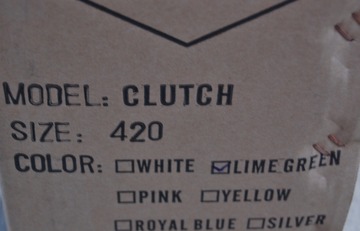 MODEL: CLUTCH
SIZE: 420
COLOR: ☐WHITE ☑LIME GREEN
☐PINK ☐YELLOW
☐ROYAL BLUE ☐SILVER